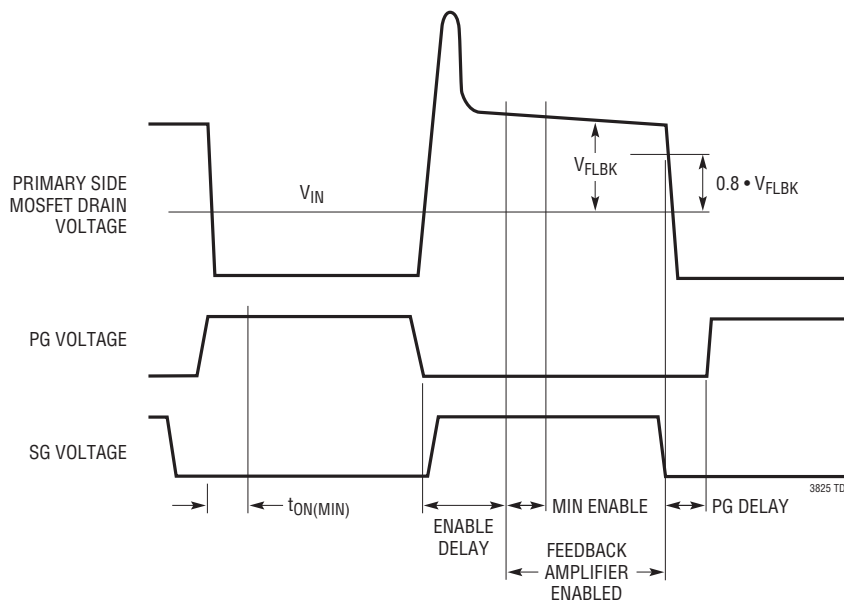 PRIMARY SIDE
MOSFET DRAIN
VOLTAGE
V_IN
V_FLBK
0.8 • V_FLBK
PG VOLTAGE
SG VOLTAGE
3825 TD
t_ON(MIN)
ENABLE
DELAY
MIN ENABLE
PG DELAY
FEEDBACK
AMPLIFIER
ENABLED